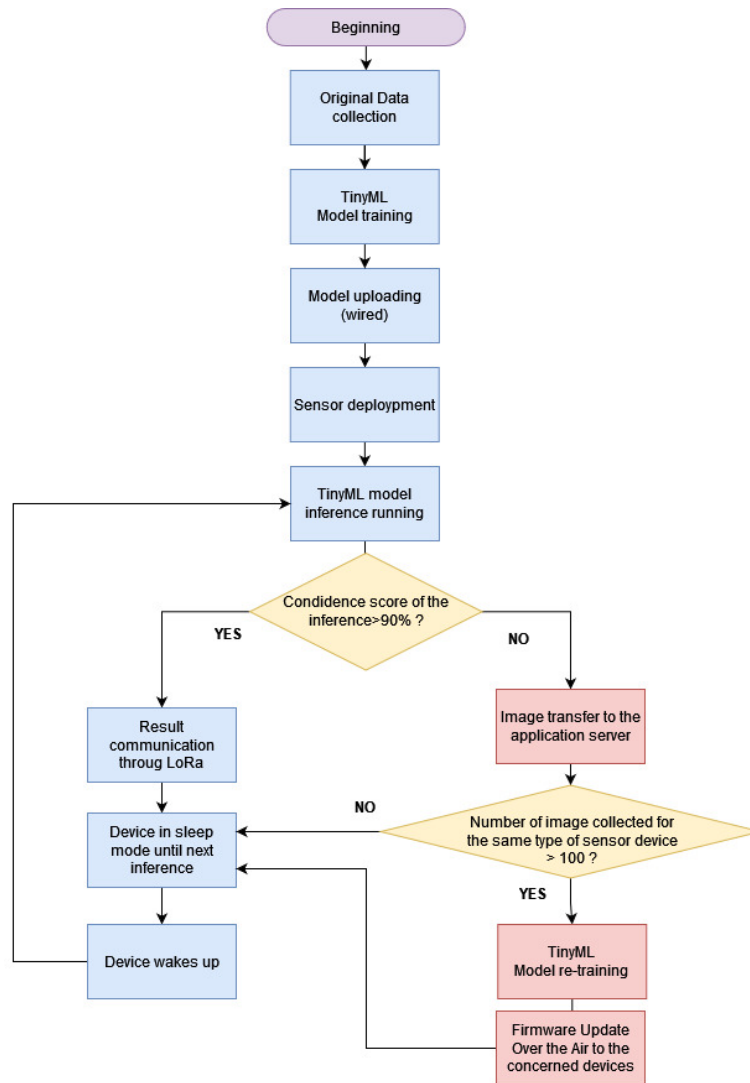 Beginning
Original Data
collection
TinyML
Model training
Model uploading
(wired)
Sensor deploypment
TinyML model
inference running
Condidence score of the
inference>90% ?
YES
NO
Result
communication
throug LoRa
Image transfer to the
application server
NO
Device in sleep
mode until next
inference
Number of image collected for
the same type of sensor device
> 100 ?
YES
Device wakes up
TinyML
Model re-training
Firmware Update
Over the Air to the
concerned devices